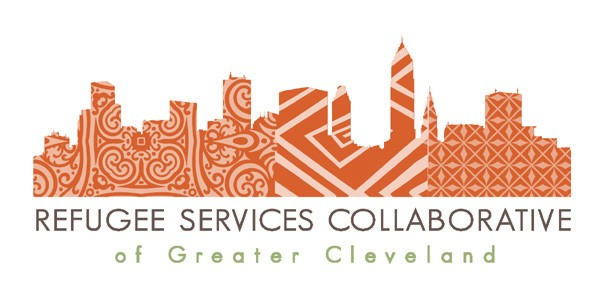 REFUGEE SERVICES COLLABORATIVE
of Greater Cleveland